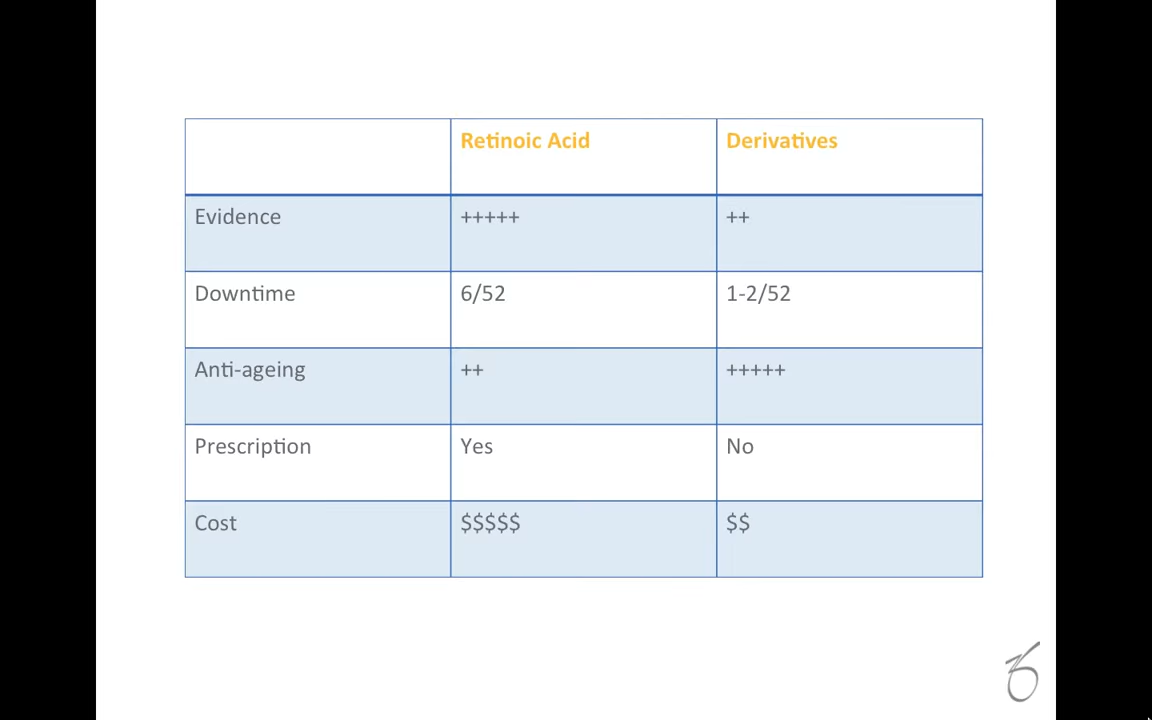 Retinoic Acid Derivatives
Evidence +++++ ++
Downtime 6/52 1-2/52
Anti-ageing ++ +++++
Prescription Yes No
Cost $$$$$ $$